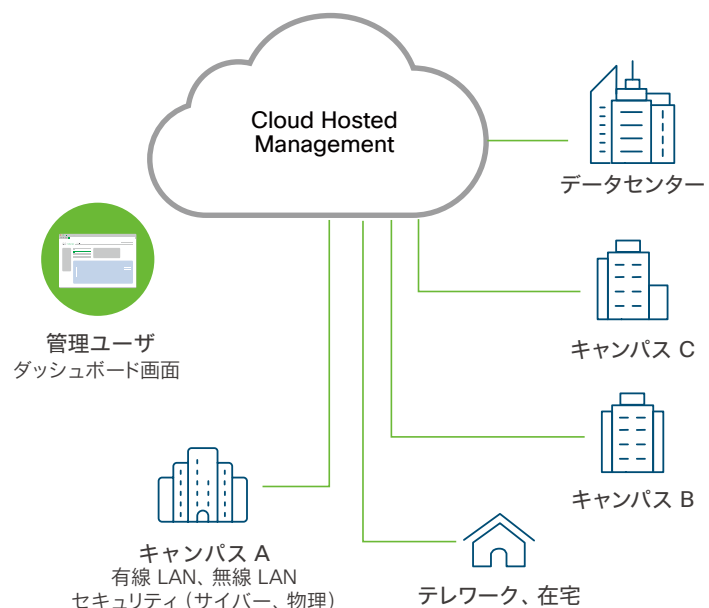 Cloud Hosted
Management
データセンター
管理ユーザ
ダッシュボード画面
キャンパス C
キャンパス B
キャンパス A
有線 LAN、無線 LAN
セキュリティ（サイバー、物理）
テレワーク、在宅